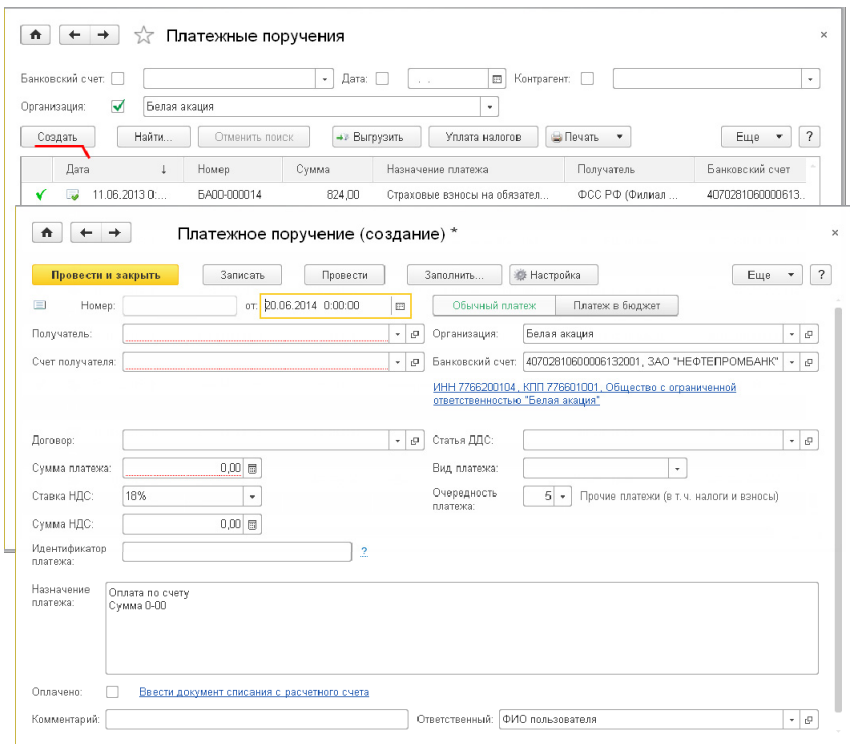 Платежные поручения
Банковский счет: Дата: . . Контрагент:
Организация: Белая акация
Создать Найти... Отменить поиск Выгрузить Уплата налогов Печать Еще ?
Дата ↓ Номер Сумма Назначение платежа Получатель Банковский счет
11.06.2013 0:... БА00-000014 824,00 Страховые взносы на обязател... ФСС РФ (Филиал ... 4070281060000613...
Платежное поручение (создание) *
Провести и закрыть Записать Провести Заполнить... Настройка Еще ?
Номер: от: 20.06.2014 0:00:00 Обычный платеж Платеж в бюджет
Получатель: Организация: Белая акация
Счет получателя: Банковский счет: 40702810600006132001, ЗАО "НЕФТЕПРОМБАНК"
ИНН 7766200104, КПП 776601001, Общество с ограниченной
ответственностью "Белая акация"
Договор: Статья ДДС:
Сумма платежа: 0,00 Вид платежа:
Ставка НДС: 18% Очередность
платежа: 5 Прочие платежи (в т.ч. налоги и взносы)
Сумма НДС: 0,00
Идентификатор
платежа: ?
Назначение
платежа: Оплата по счету
Сумма 0-00
Оплачено: Ввести документ списания с расчетного счета
Комментарий: Ответственный: ФИО пользователя